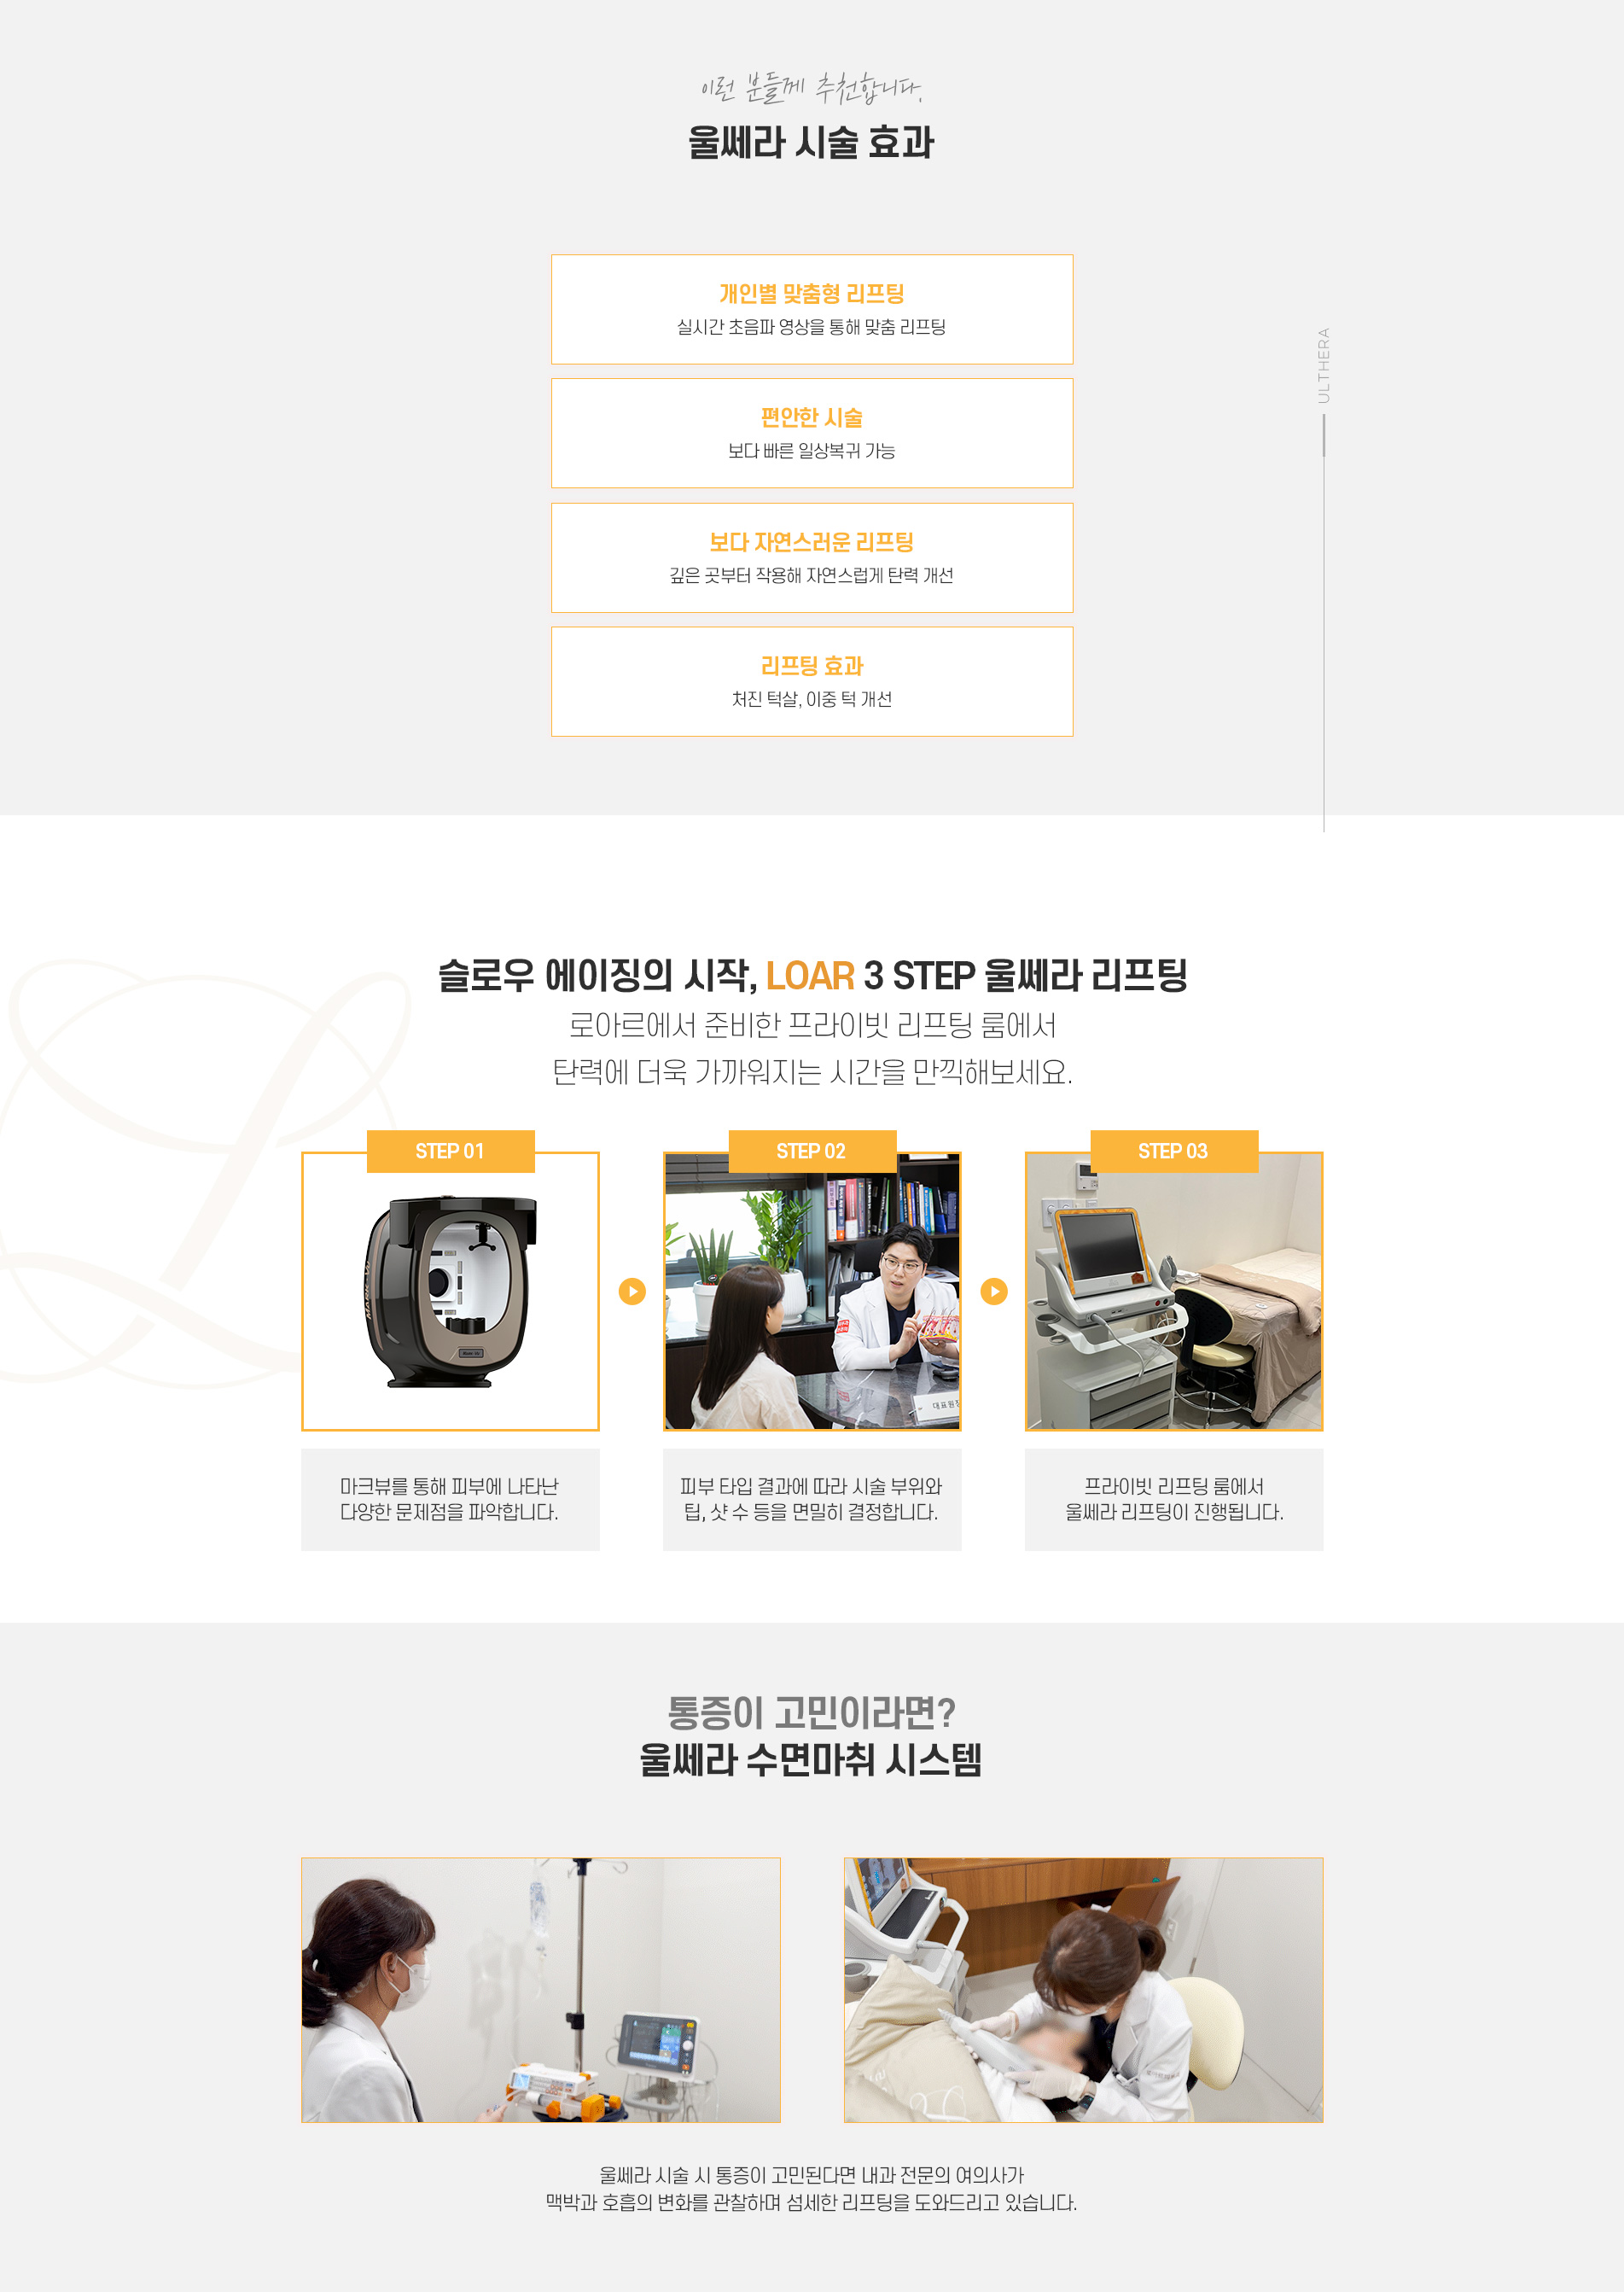 이런 분들께 추천합니다.
울쎄라 시술 효과
개인별 맞춤형 리프팅
실시간 초음파 영상을 통해 맞춤 리프팅
편안한 시술
보다 빠른 일상복귀 가능
보다 자연스러운 리프팅
깊은 곳부터 작용해 자연스럽게 탄력 개선
리프팅 효과
처진 턱살, 이중 턱 개선
ULTHERA
슬로우 에이징의 시작, LOAR 3 STEP 울쎄라 리프팅
로아르에서 준비한 프라이빗 리프팅 룸에서
탄력에 더욱 가까워지는 시간을 만끽해보세요.
STEP 01
STEP 02
STEP 03
대표원장
마크뷰를 통해 피부에 나타난
다양한 문제점을 파악합니다.
피부 타입 결과에 따라 시술 부위와
팁, 샷 수 등을 면밀히 결정합니다.
프라이빗 리프팅 룸에서
울쎄라 리프팅이 진행됩니다.
통증이 고민이라면?
울쎄라 수면마취 시스템
울쎄라 시술 시 통증이 고민된다면 내과 전문의 여의사가
맥박과 호흡의 변화를 관찰하며 섬세한 리프팅을 도와드리고 있습니다.